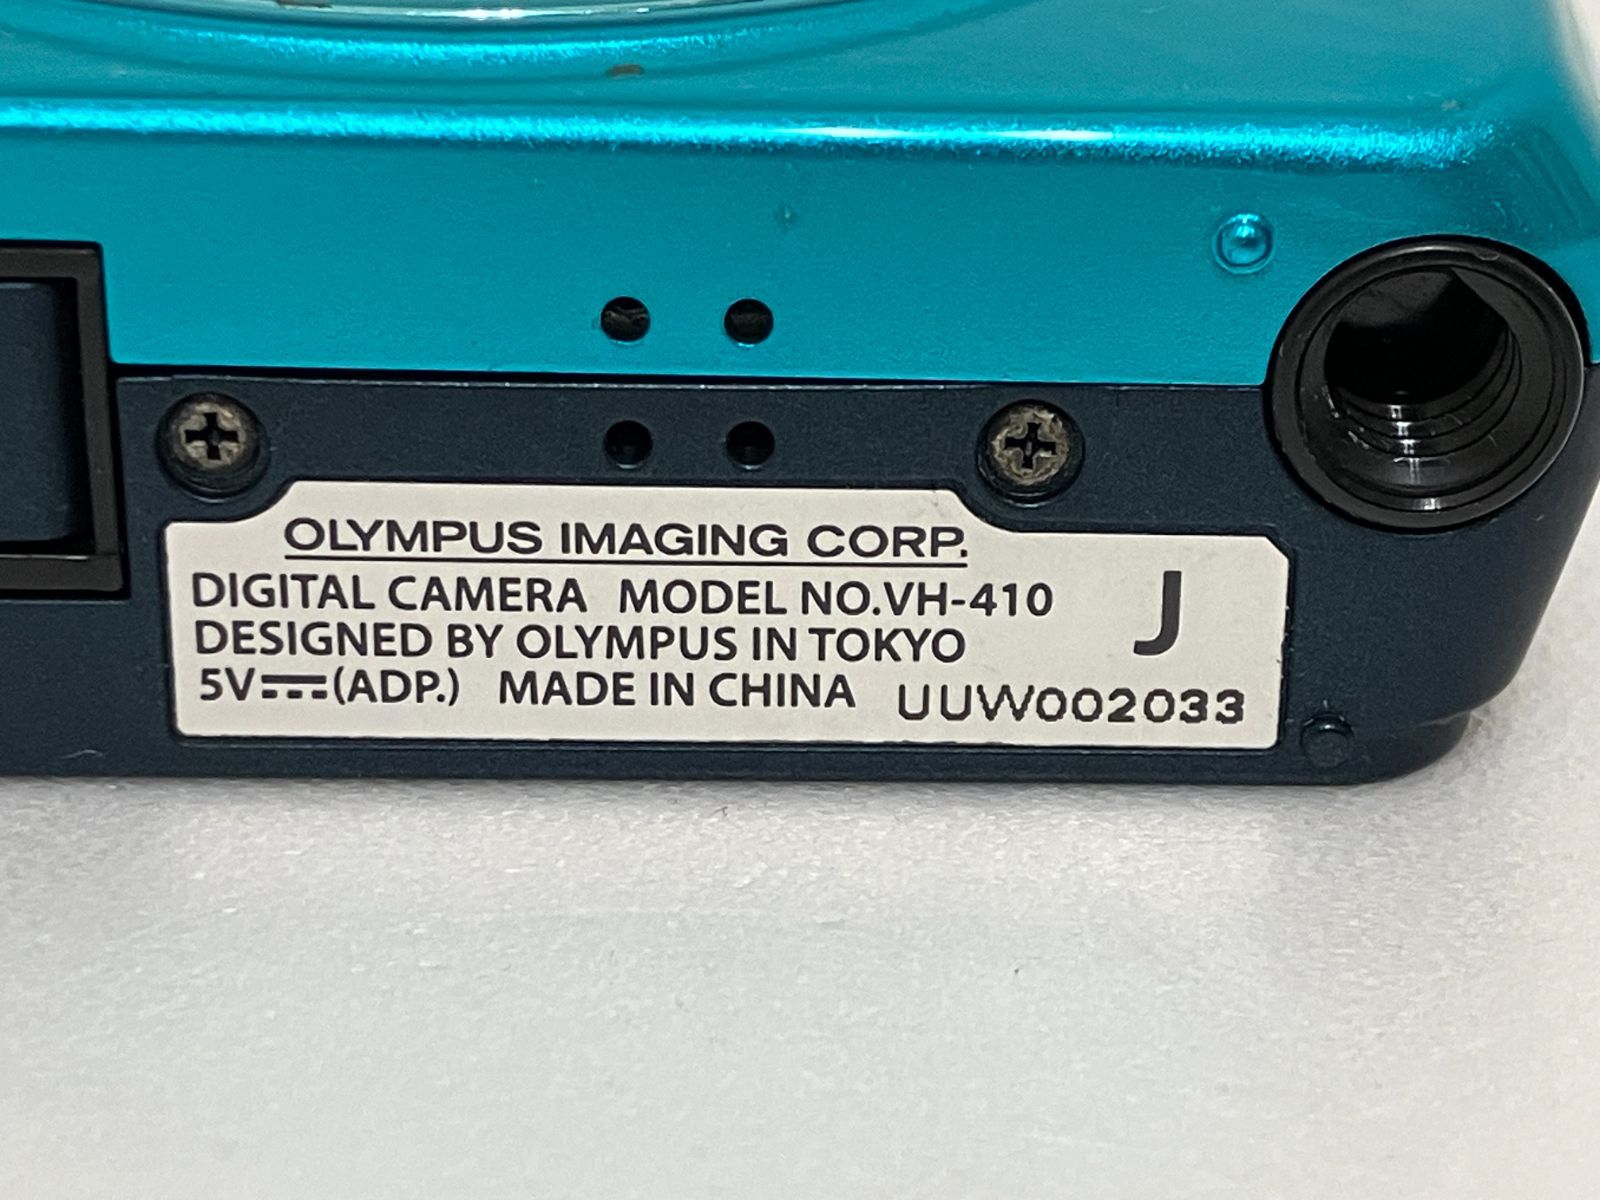 OLYMPUS IMAGING CORP.
DIGITAL CAMERA MODEL NO.VH-410
DESIGNED BY OLYMPUS IN TOKYO
J
5V⎓(ADP.) MADE IN CHINA UUW002033